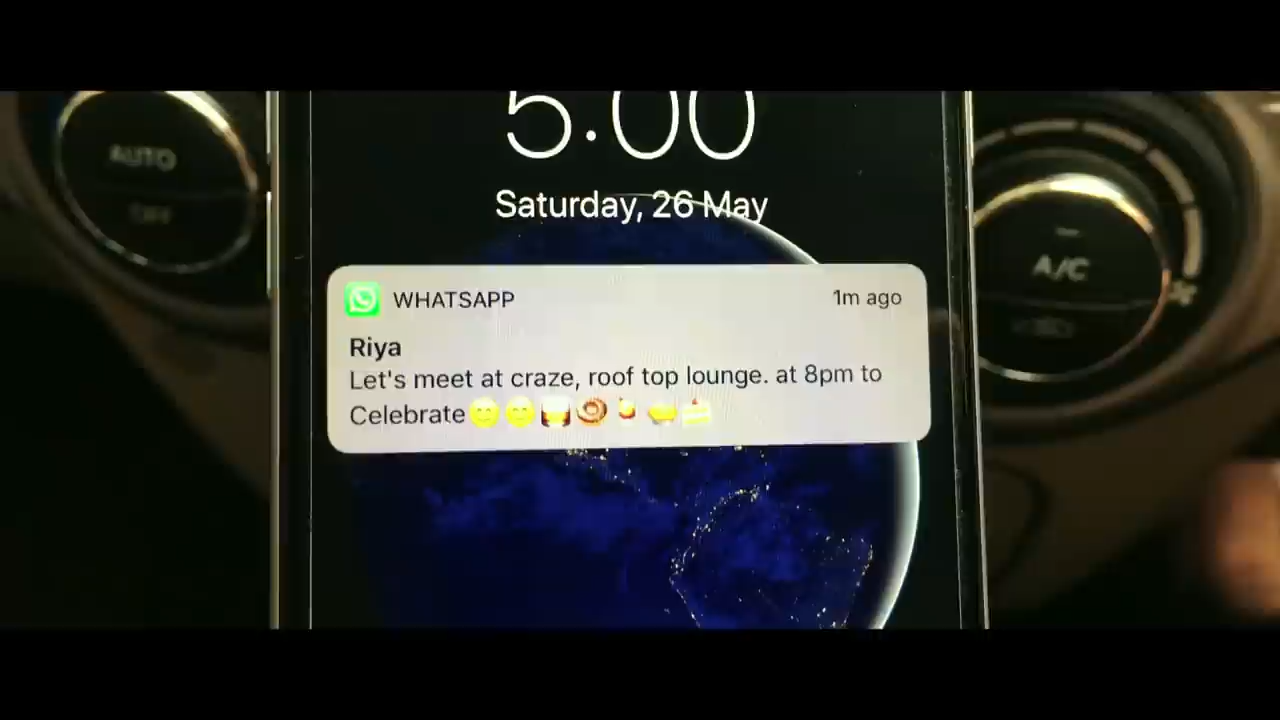 5.00
Saturday, 26 May
WHATSAPP
1m ago
Riya
Let's meet at craze, roof top lounge. at 8pm to
Celebrate
AUTO
OFF
A/C